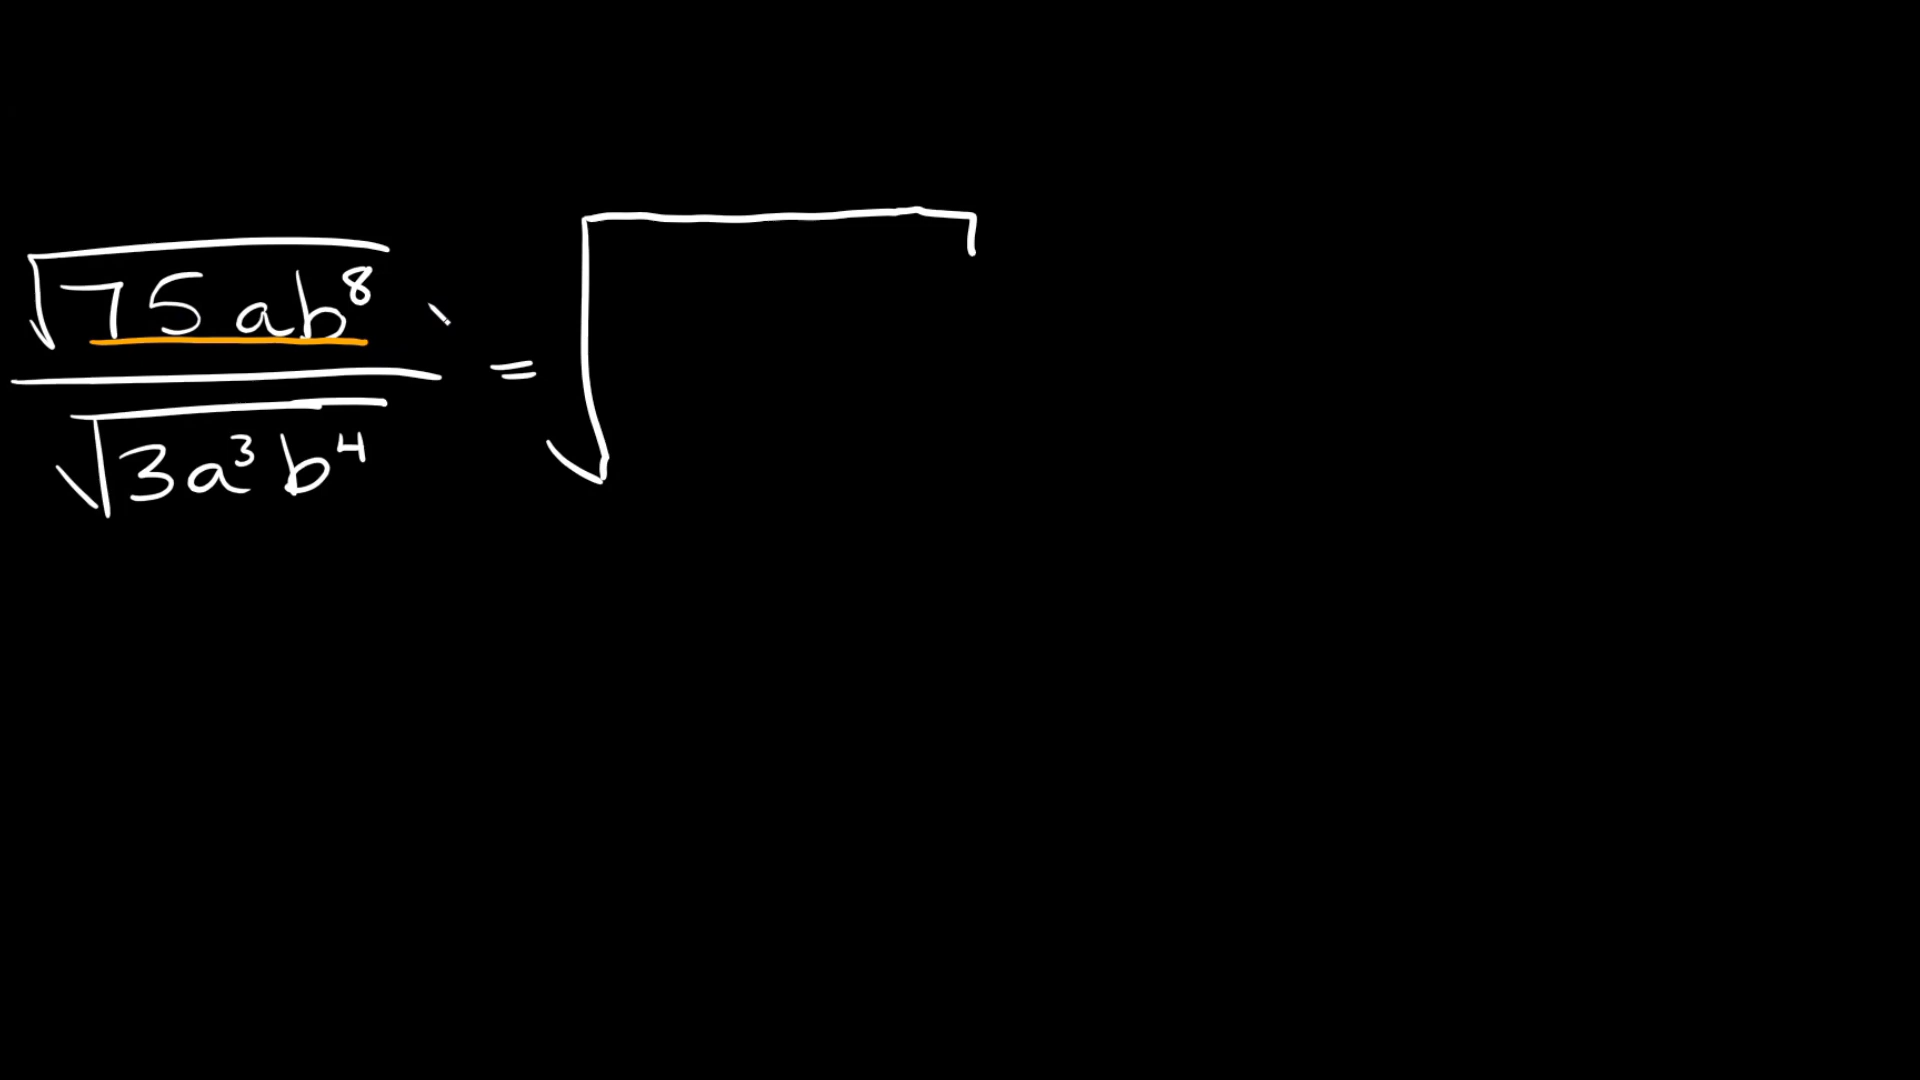 √75ab⁸
= √
√3a³b⁴